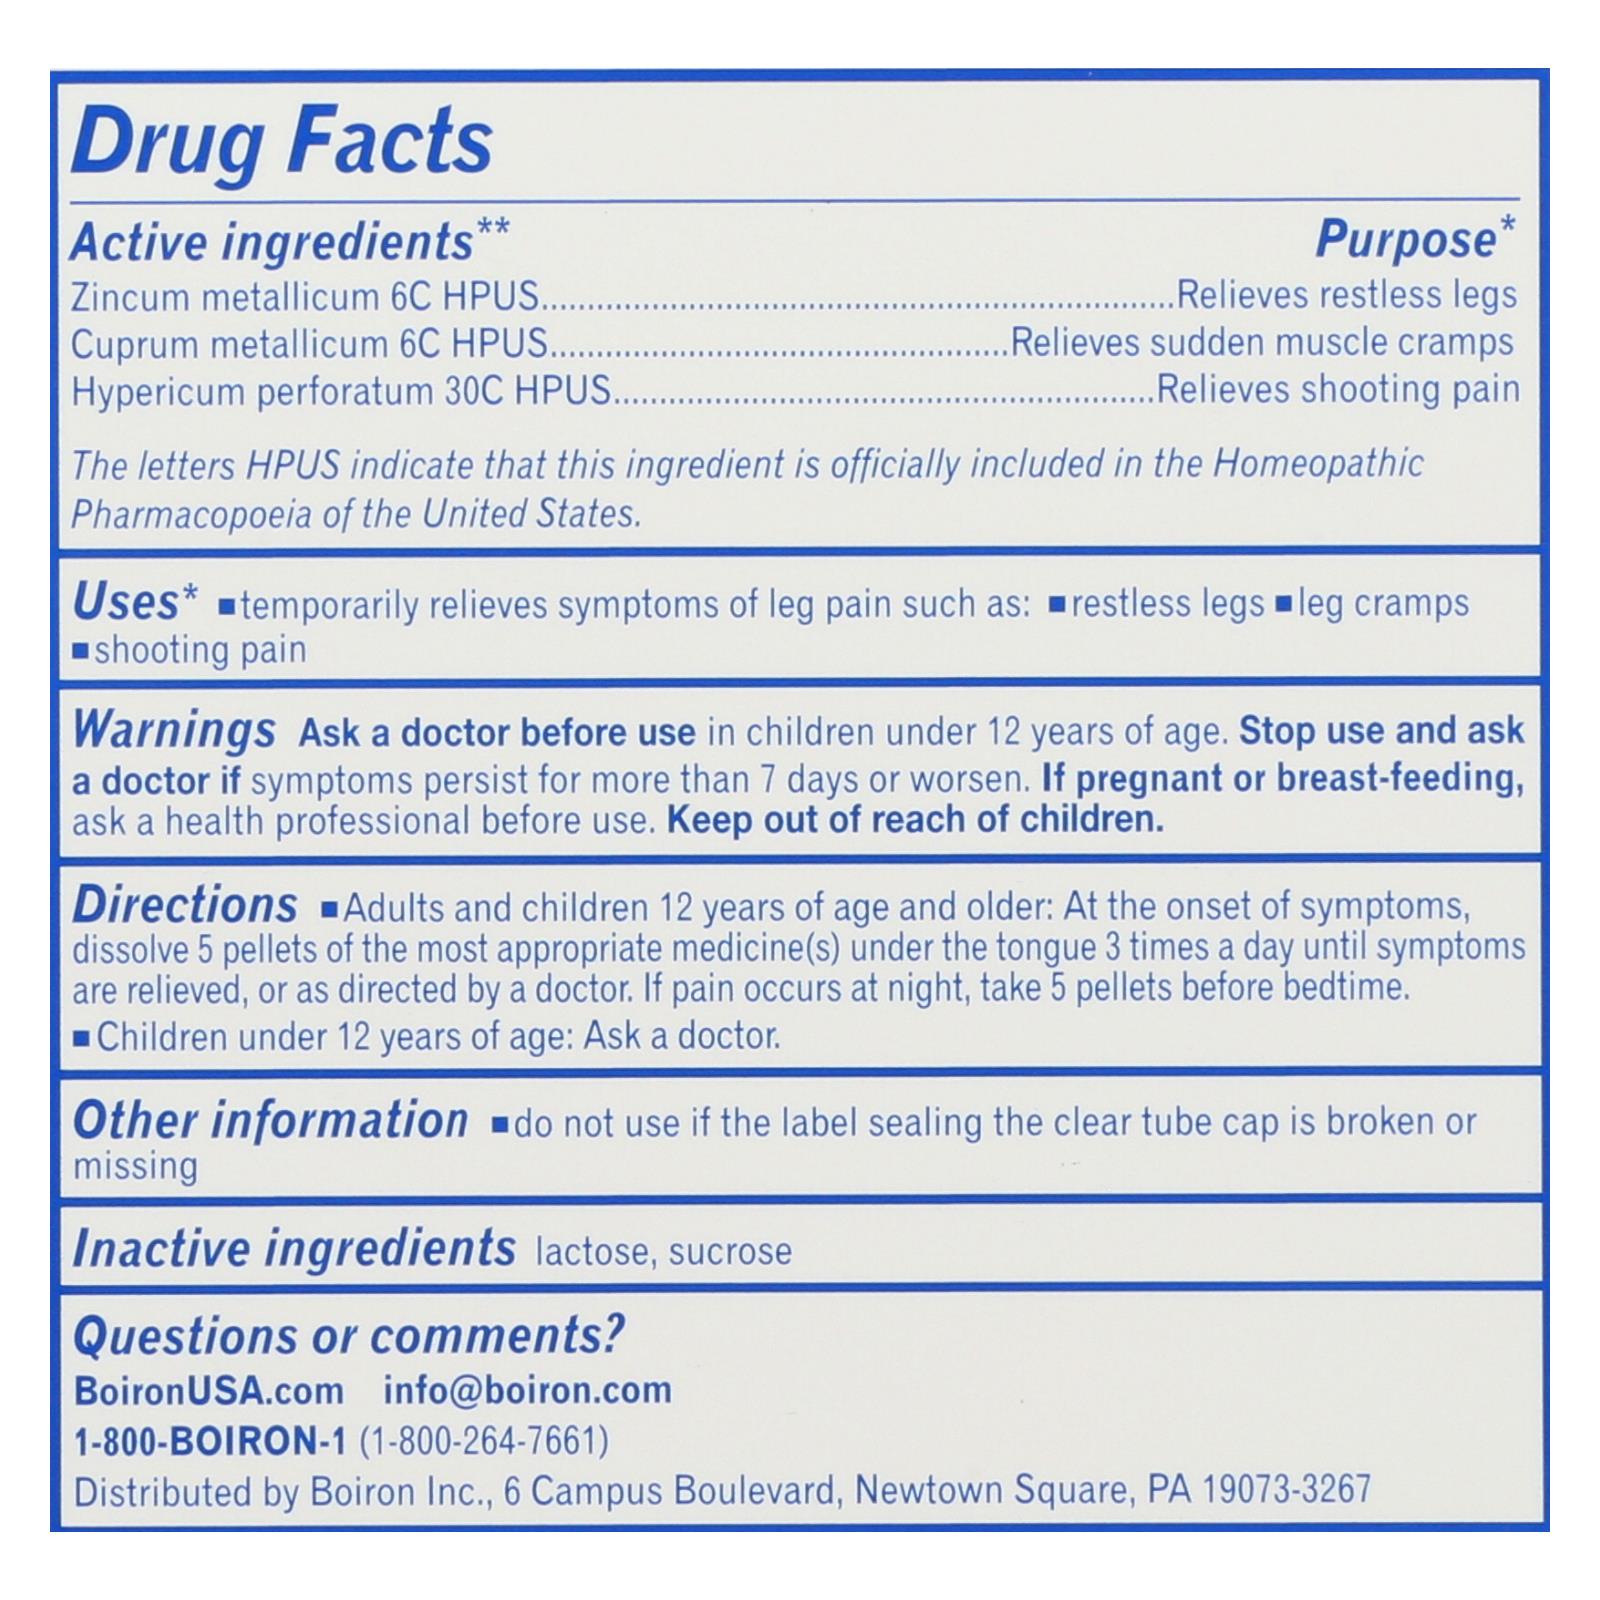 Drug Facts
Active ingredients** Purpose*
Zincum metallicum 6C HPUS....................................................................Relieves restless legs
Cuprum metallicum 6C HPUS.................................................Relieves sudden muscle cramps
Hypericum perforatum 30C HPUS..........................................................Relieves shooting pain
The letters HPUS indicate that this ingredient is officially included in the Homeopathic
Pharmacopoeia of the United States.
Uses* ■temporarily relieves symptoms of leg pain such as: ■restless legs ■leg cramps
■shooting pain
Warnings Ask a doctor before use in children under 12 years of age. Stop use and ask
a doctor if symptoms persist for more than 7 days or worsen. If pregnant or breast-feeding,
ask a health professional before use. Keep out of reach of children.
Directions ■Adults and children 12 years of age and older: At the onset of symptoms,
dissolve 5 pellets of the most appropriate medicine(s) under the tongue 3 times a day until symptoms
are relieved, or as directed by a doctor. If pain occurs at night, take 5 pellets before bedtime.
■Children under 12 years of age: Ask a doctor.
Other information ■do not use if the label sealing the clear tube cap is broken or
missing
Inactive ingredients lactose, sucrose
Questions or comments?
BoironUSA.com info@boiron.com
1-800-BOIRON-1 (1-800-264-7661)
Distributed by Boiron Inc., 6 Campus Boulevard, Newtown Square, PA 19073-3267